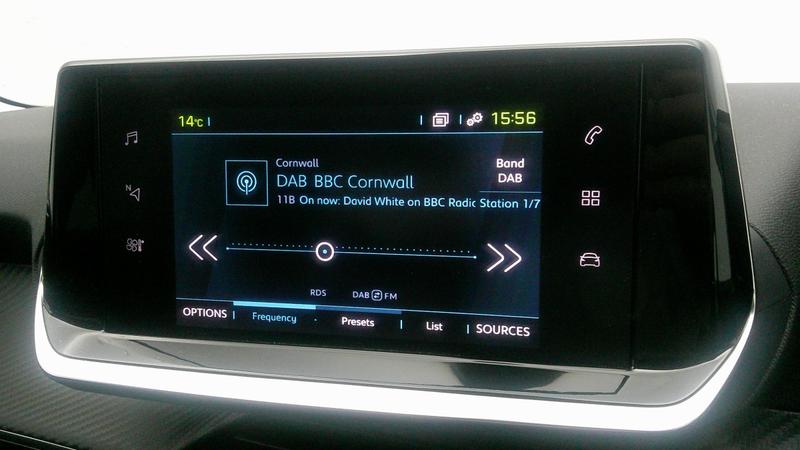 14°C
15:56
Cornwall
DAB BBC Cornwall
Band
DAB
11B On now: David White on BBC Radio Station 1/7
N
RDS
DAB FM
OPTIONS Frequency Presets List SOURCES